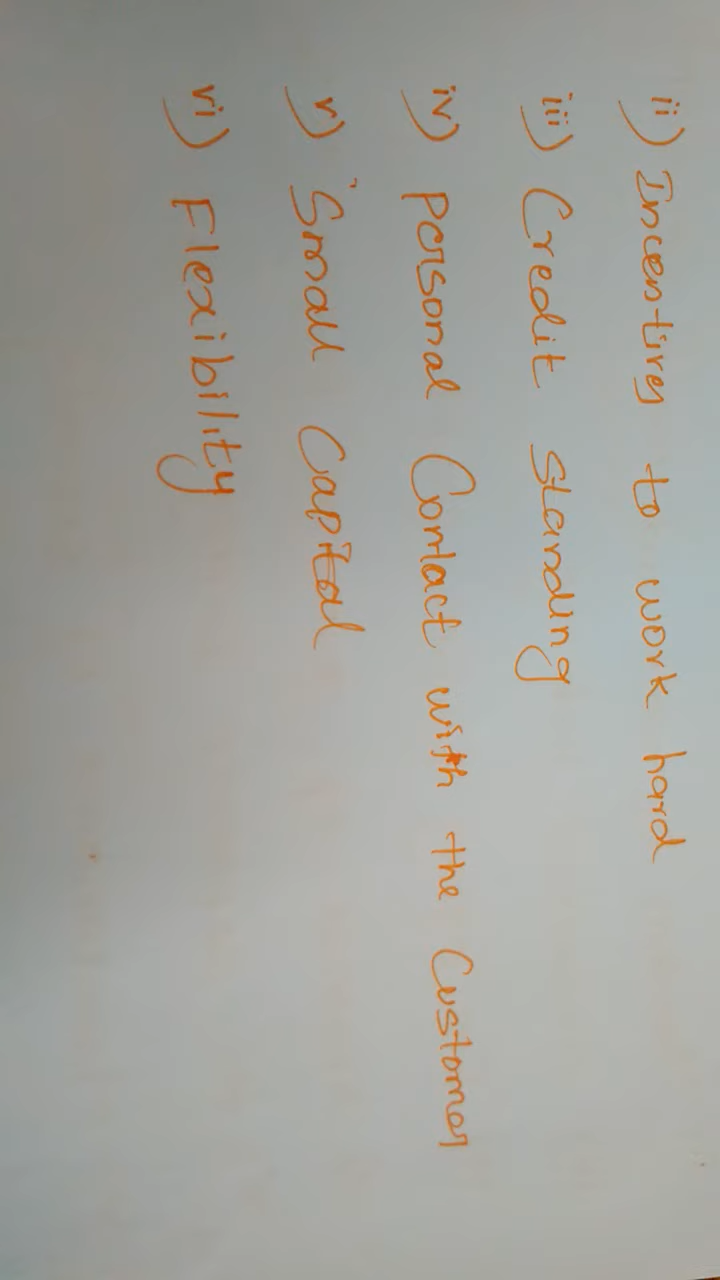 ii) Incentives to work hard
iii) Credit standing
iv) Personal Contact with the Customer
v) Small Capital
vi) Flexibility